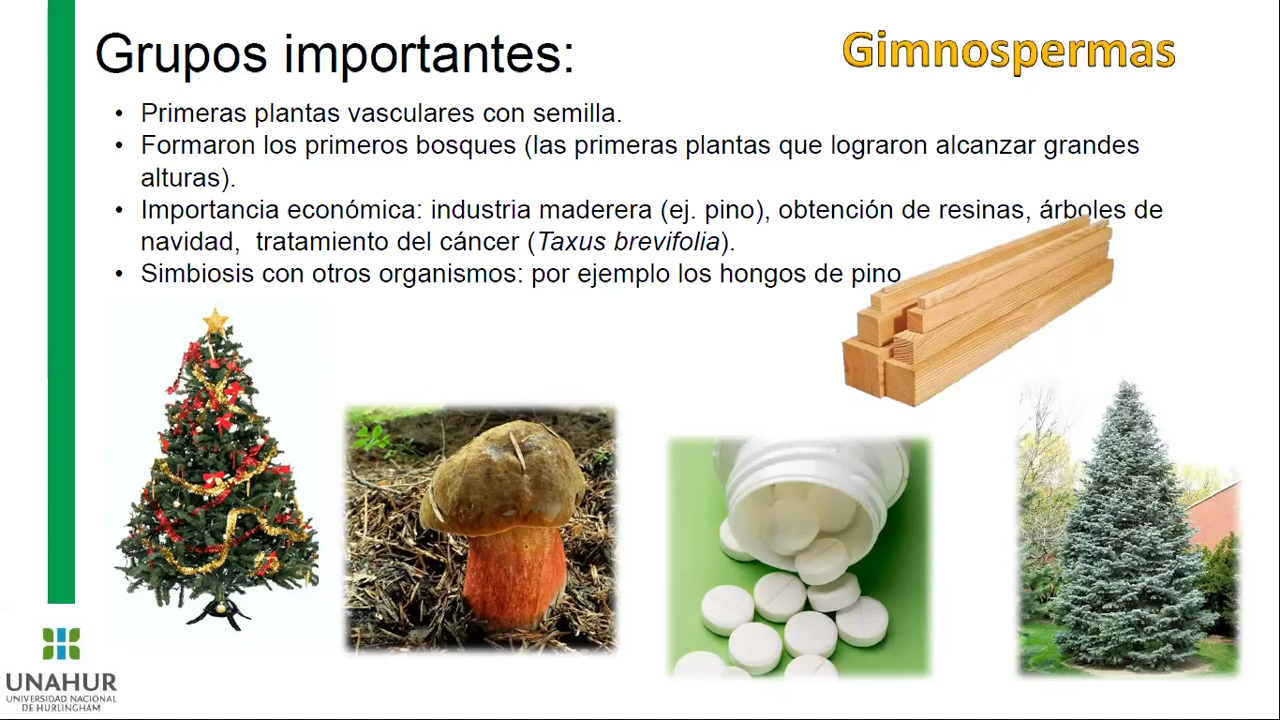 Grupos importantes:
Gimnospermas
• Primeras plantas vasculares con semilla.
• Formaron los primeros bosques (las primeras plantas que lograron alcanzar grandes
alturas).
• Importancia económica: industria maderera (ej. pino), obtención de resinas, árboles de
navidad,  tratamiento del cáncer (Taxus brevifolia).
• Simbiosis con otros organismos: por ejemplo los hongos de pino
UNAHUR
UNIVERSIDAD NACIONAL
DE HURLINGHAM